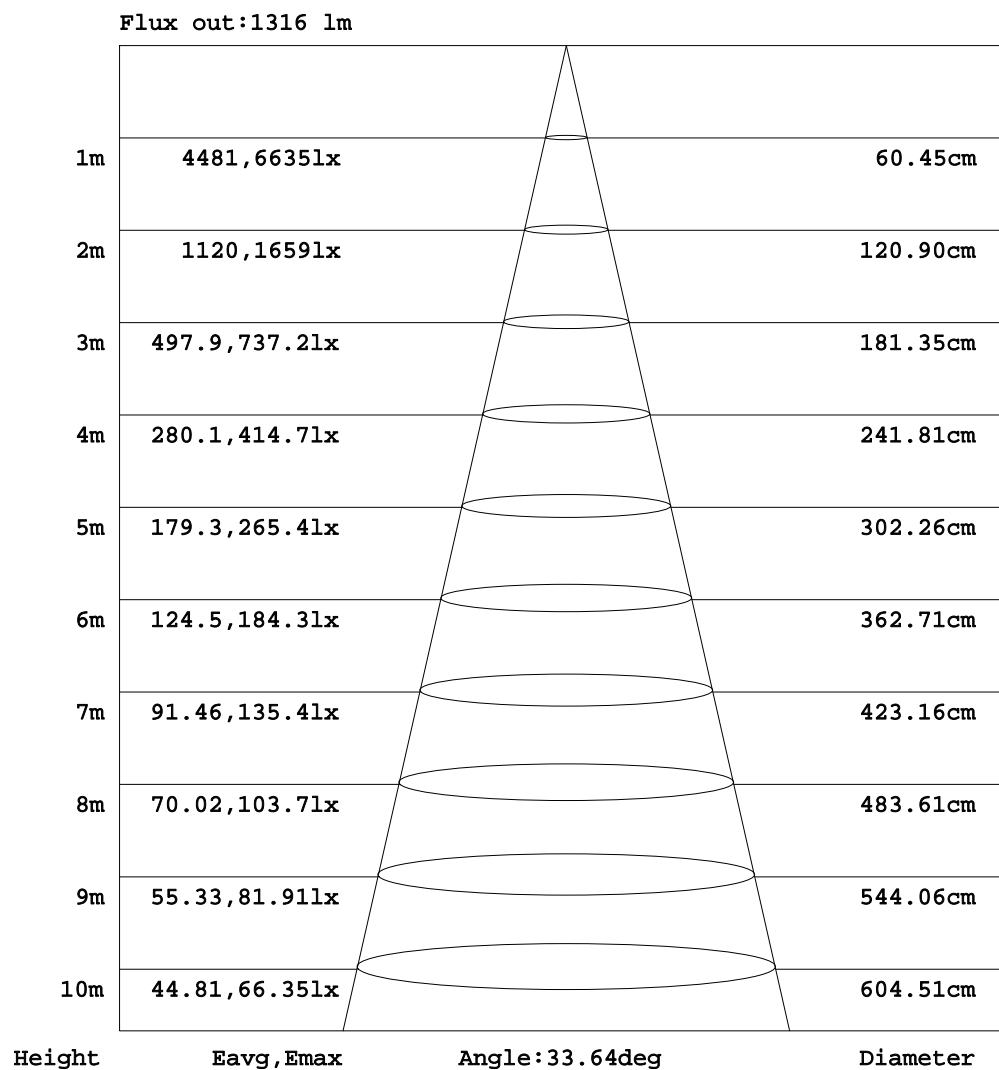 Flux out:1316 lm
1m 4481,6635lx 60.45cm
2m 1120,1659lx 120.90cm
3m 497.9,737.2lx 181.35cm
4m 280.1,414.7lx 241.81cm
5m 179.3,265.4lx 302.26cm
6m 124.5,184.3lx 362.71cm
7m 91.46,135.4lx 423.16cm
8m 70.02,103.7lx 483.61cm
9m 55.33,81.91lx 544.06cm
10m 44.81,66.35lx 604.51cm
Height Eavg,Emax Angle:33.64deg Diameter